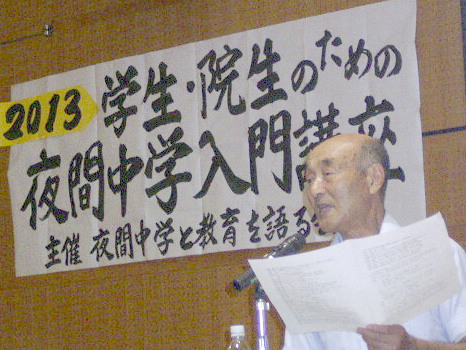 2013
学生・院生のための
夜間中学入門講座
主催 夜間中学と教育を語る